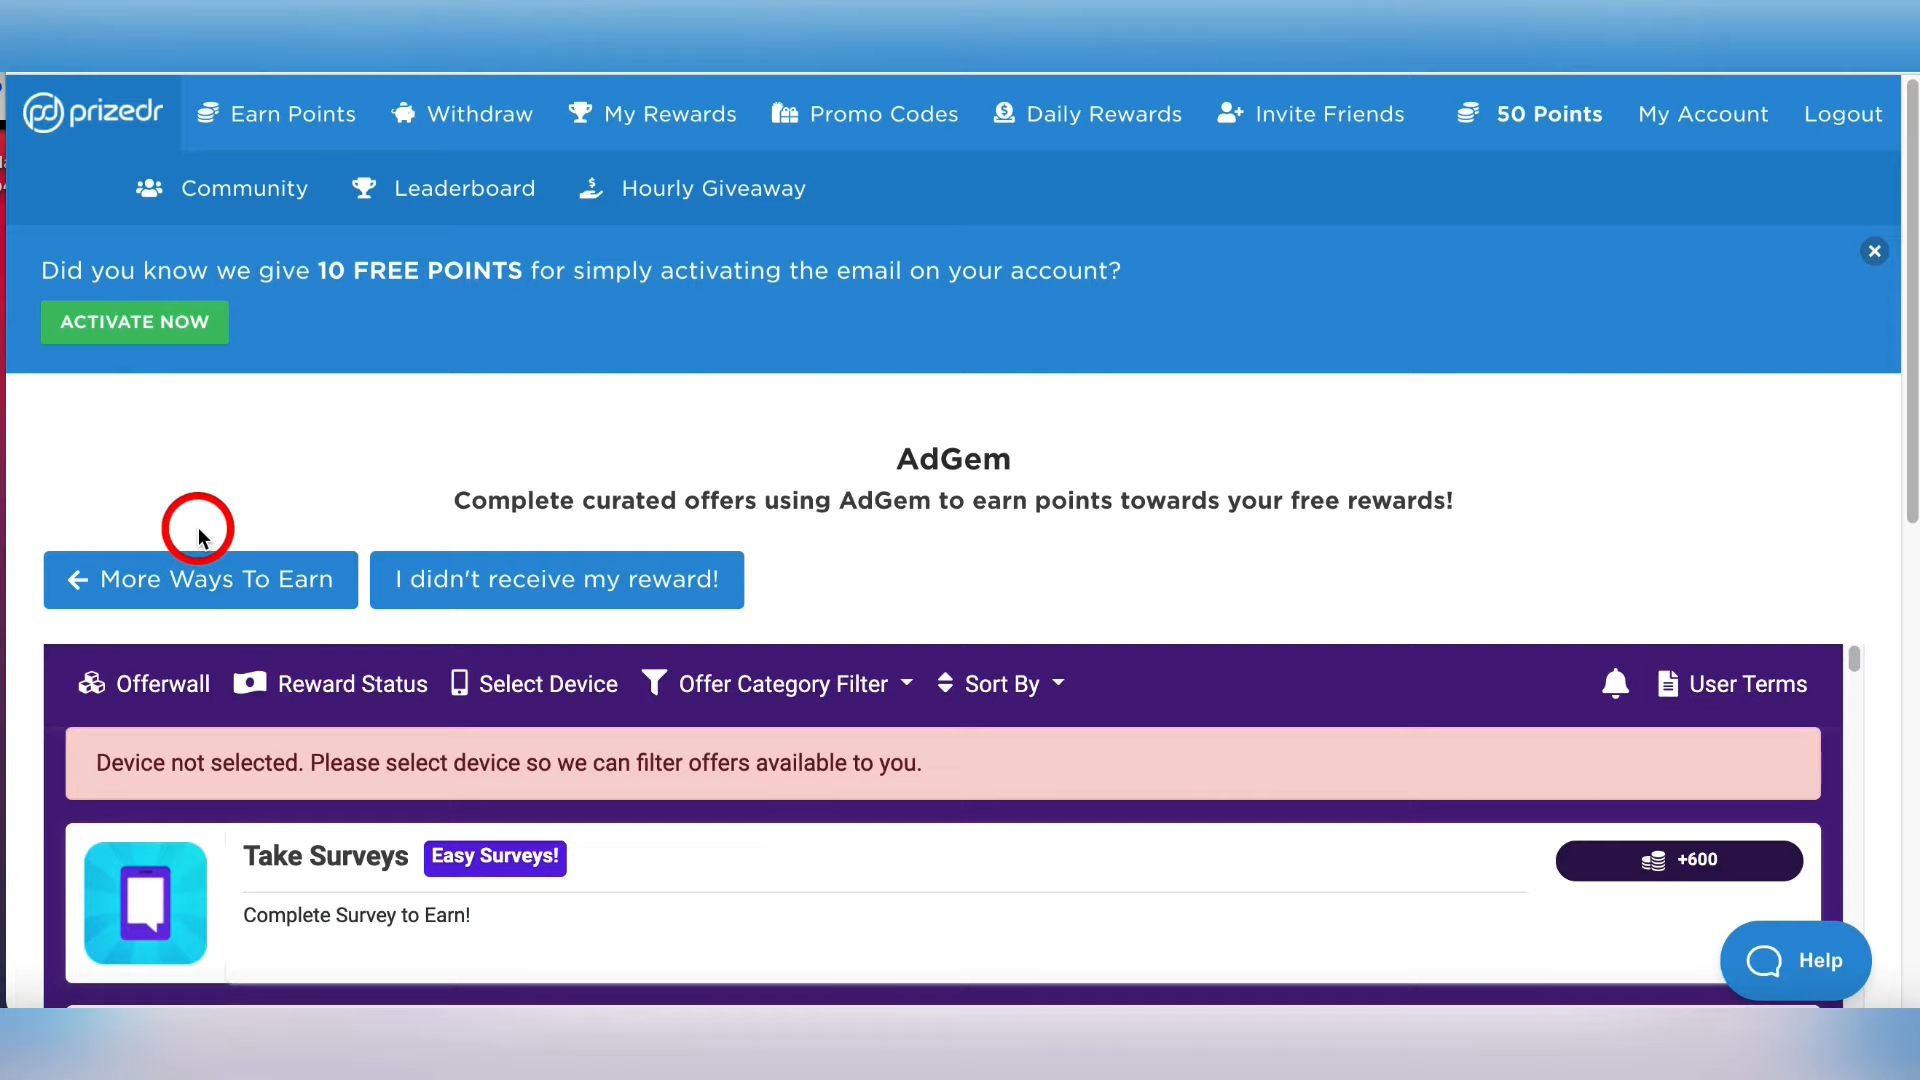 prizedr
Earn Points
Withdraw
My Rewards
Promo Codes
Daily Rewards
Invite Friends
50 Points
My Account
Logout
Community
Leaderboard
Hourly Giveaway
Did you know we give 10 FREE POINTS for simply activating the email on your account?
ACTIVATE NOW
AdGem
Complete curated offers using AdGem to earn points towards your free rewards!
More Ways To Earn
I didn't receive my reward!
Offerwall
Reward Status
Select Device
Offer Category Filter
Sort By
User Terms
Device not selected. Please select device so we can filter offers available to you.
Take Surveys
Easy Surveys!
+600
Complete Survey to Earn!
Help